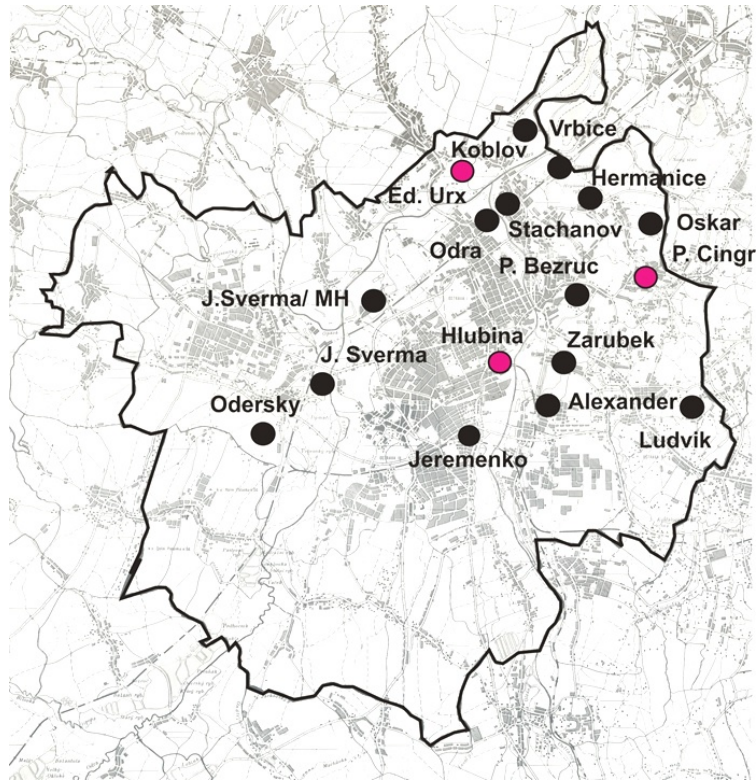 Vrbice
Koblov
Hermanice
Ed. Urx
Stachanov
Oskar
Odra
P. Cingr
P. Bezruc
J.Sverma/ MH
Hlubina
Zarubek
J. Sverma
Odersky
Alexander
Ludvik
Jeremenko